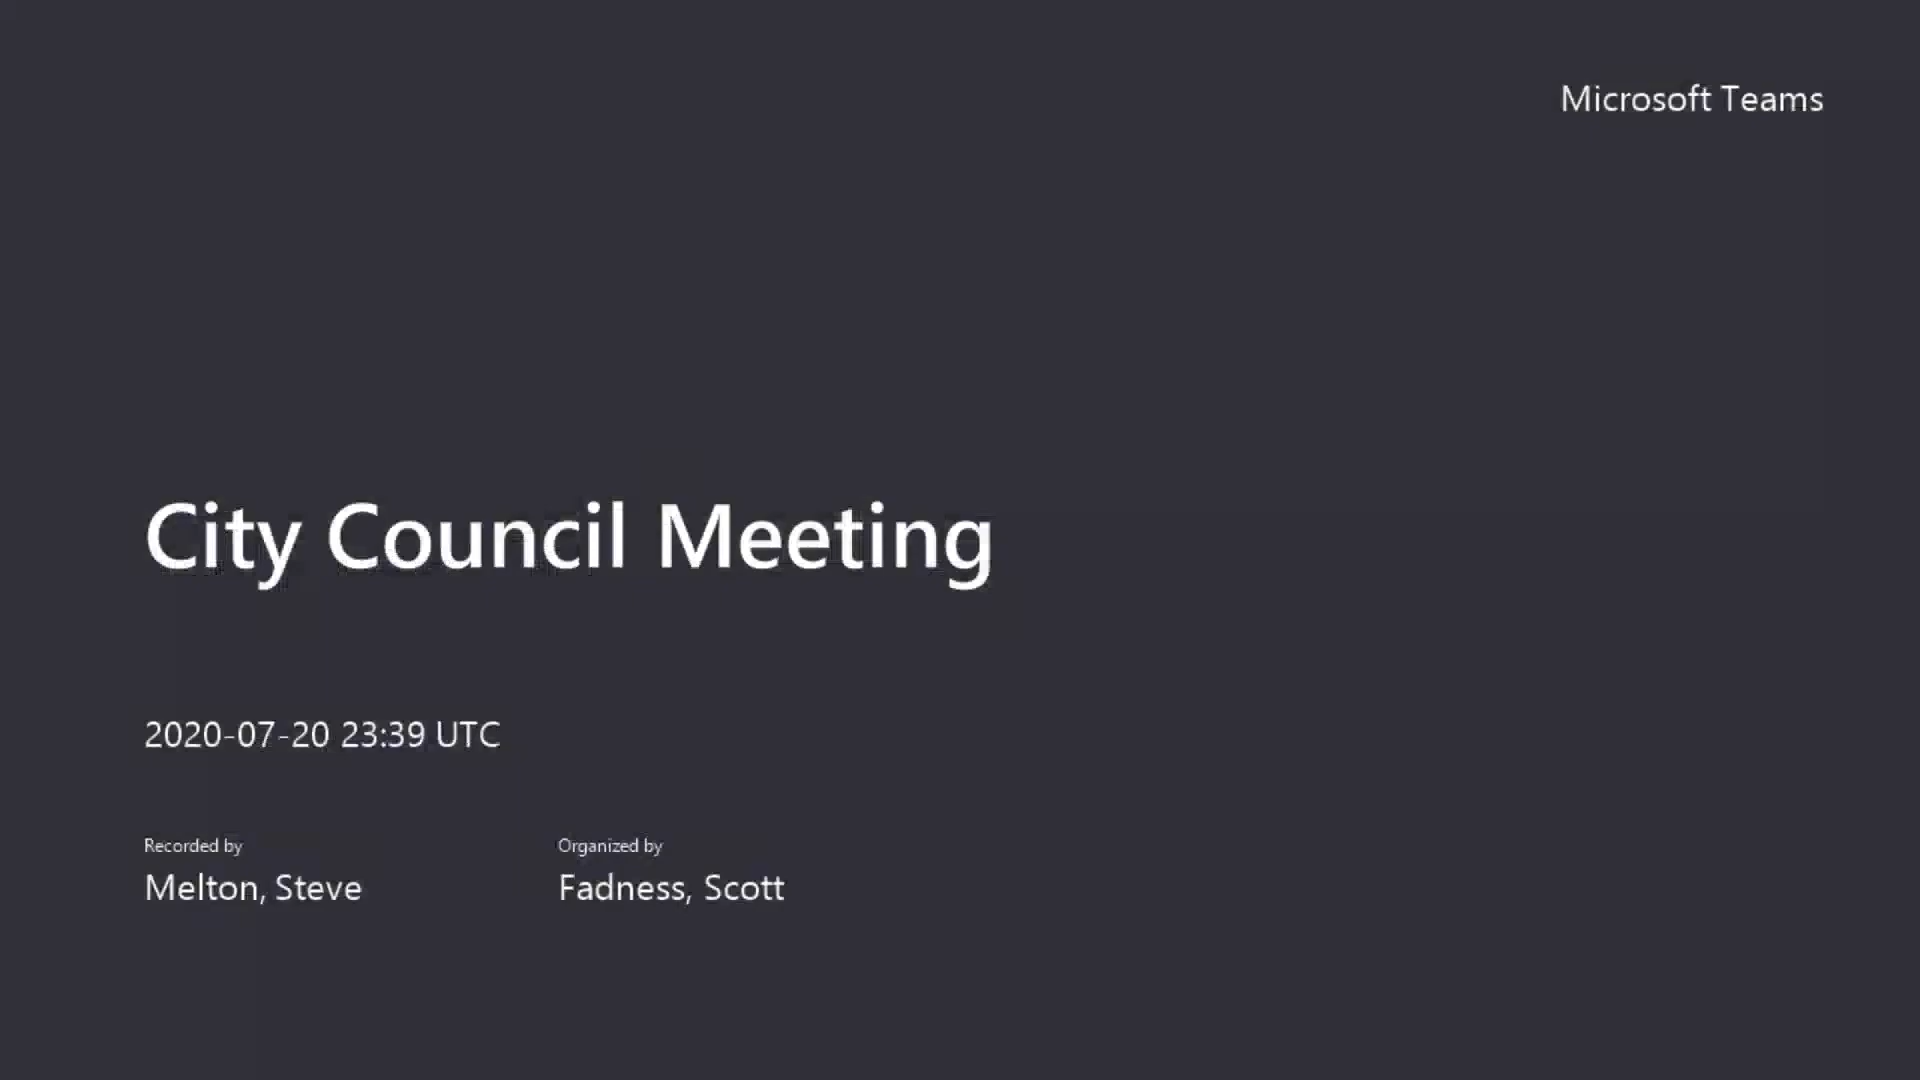 Microsoft Teams
City Council Meeting
2020-07-20 23:39 UTC
Recorded by
Melton, Steve
Organized by
Fadness, Scott